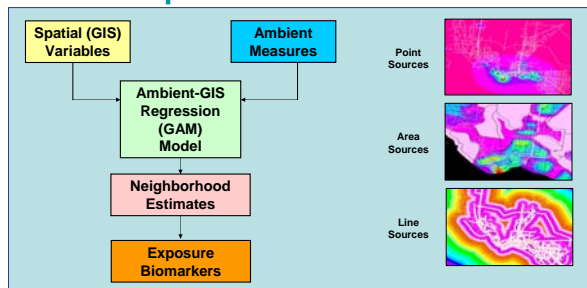 Spatial (GIS)
Variables
Ambient
Measures
Ambient-GIS
Regression
(GAM)
Model
Neighborhood
Estimates
Exposure
Biomarkers
Point
Sources
Area
Sources
Line
Sources